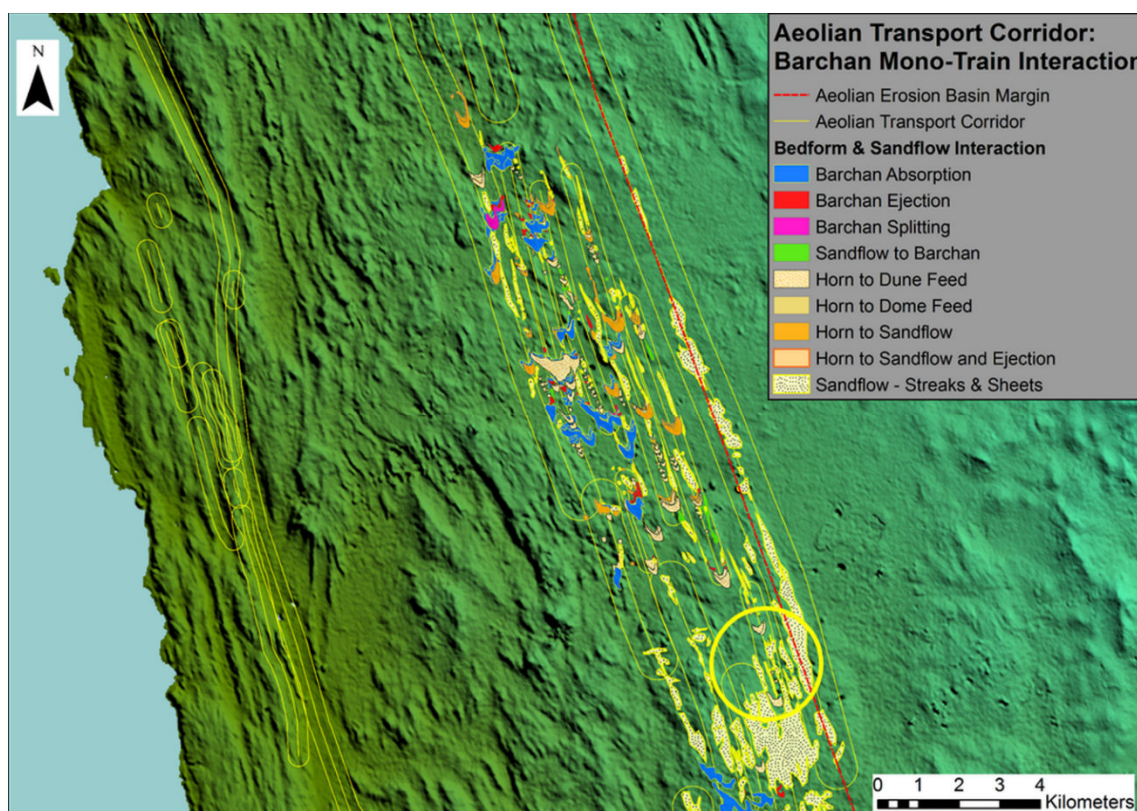 N
Aeolian Transport Corridor:
Barchan Mono-Train Interaction
Aeolian Erosion Basin Margin
Aeolian Transport Corridor
Bedform & Sandflow Interaction
Barchan Absorption
Barchan Ejection
Barchan Splitting
Sandflow to Barchan
Horn to Dune Feed
Horn to Dome Feed
Horn to Sandflow
Horn to Sandflow and Ejection
Sandflow - Streaks & Sheets
0 1 2 3 4
Kilometers